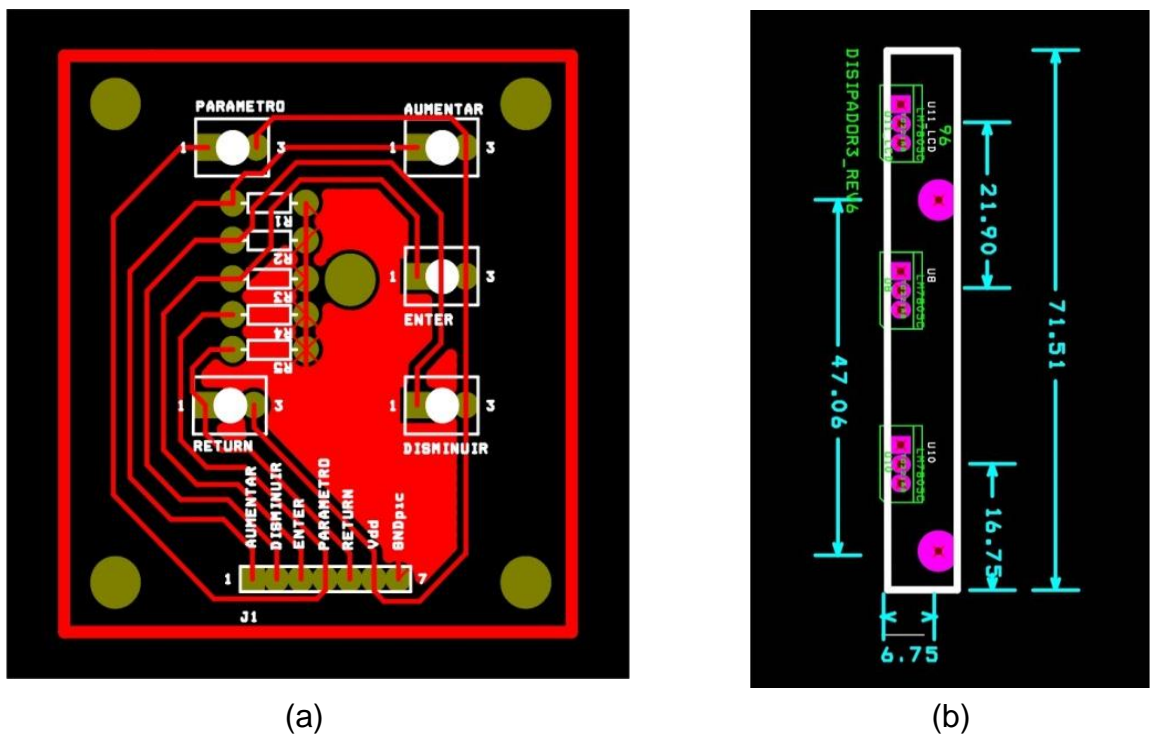 PARAMETRO
AUMENTAR
1 3
1 3
R1
R2
R3
R4
R5
1 3
ENTER
1 3
RETURN
1 3
DISMINUIR
AUMENTAR
DISMINUIR
ENTER
PARAMETRO
RETURN
Vdd
GNDpic
1 7
J1
(a)
DISIPADOR3_REV6
U11_LCD
96
U8
U10
21.90
71.51
47.06
16.75
6.75
(b)